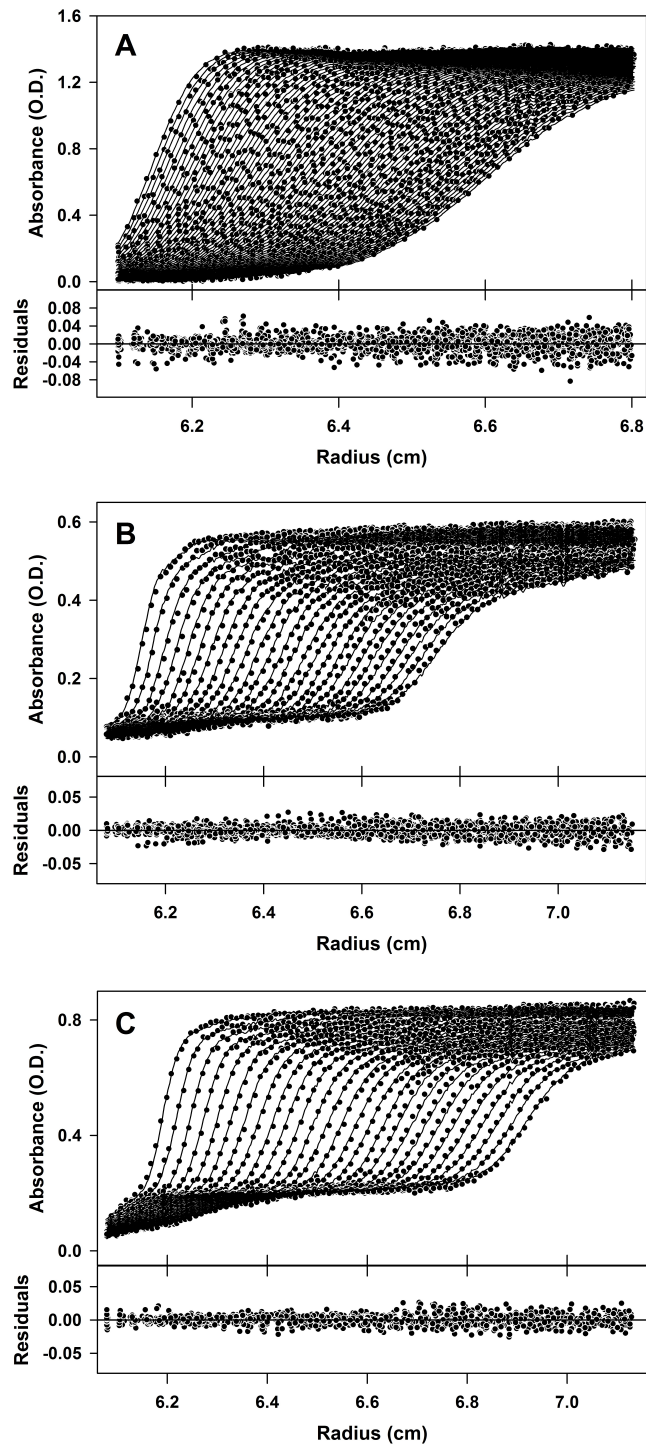 A
Absorbance (O.D.)
1.6
1.2
0.8
0.4
0.0
Residuals
0.08
0.04
0.00
-0.04
-0.08
6.2 6.4 6.6 6.8
Radius (cm)
B
Absorbance (O.D.)
0.6
0.4
0.2
0.0
Residuals
0.05
0.00
-0.05
6.2 6.4 6.6 6.8 7.0
Radius (cm)
C
Absorbance (O.D.)
0.8
0.4
0.0
Residuals
0.05
0.00
-0.05
6.2 6.4 6.6 6.8 7.0
Radius (cm)